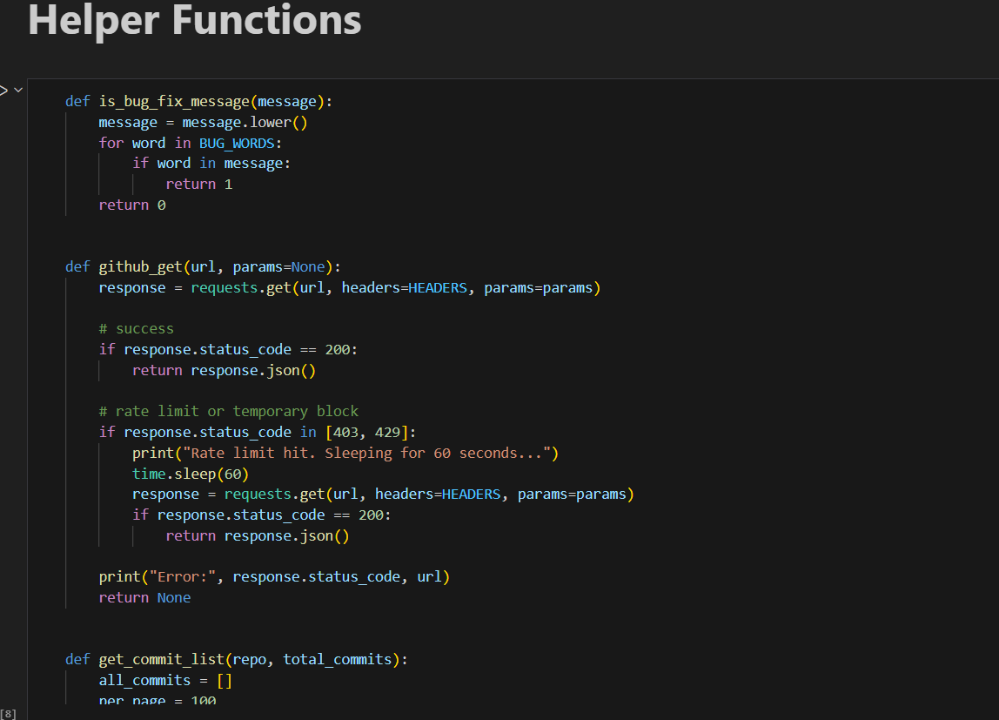 Helper Functions
def is_bug_fix_message(message):
    message = message.lower()
    for word in BUG_WORDS:
        if word in message:
            return 1
    return 0
def github_get(url, params=None):
    response = requests.get(url, headers=HEADERS, params=params)
    # success
    if response.status_code == 200:
        return response.json()
    # rate limit or temporary block
    if response.status_code in [403, 429]:
        print("Rate limit hit. Sleeping for 60 seconds...")
        time.sleep(60)
        response = requests.get(url, headers=HEADERS, params=params)
        if response.status_code == 200:
            return response.json()
    print("Error:", response.status_code, url)
    return None
def get_commit_list(repo, total_commits):
    all_commits = []
    per_page = 100
[8]